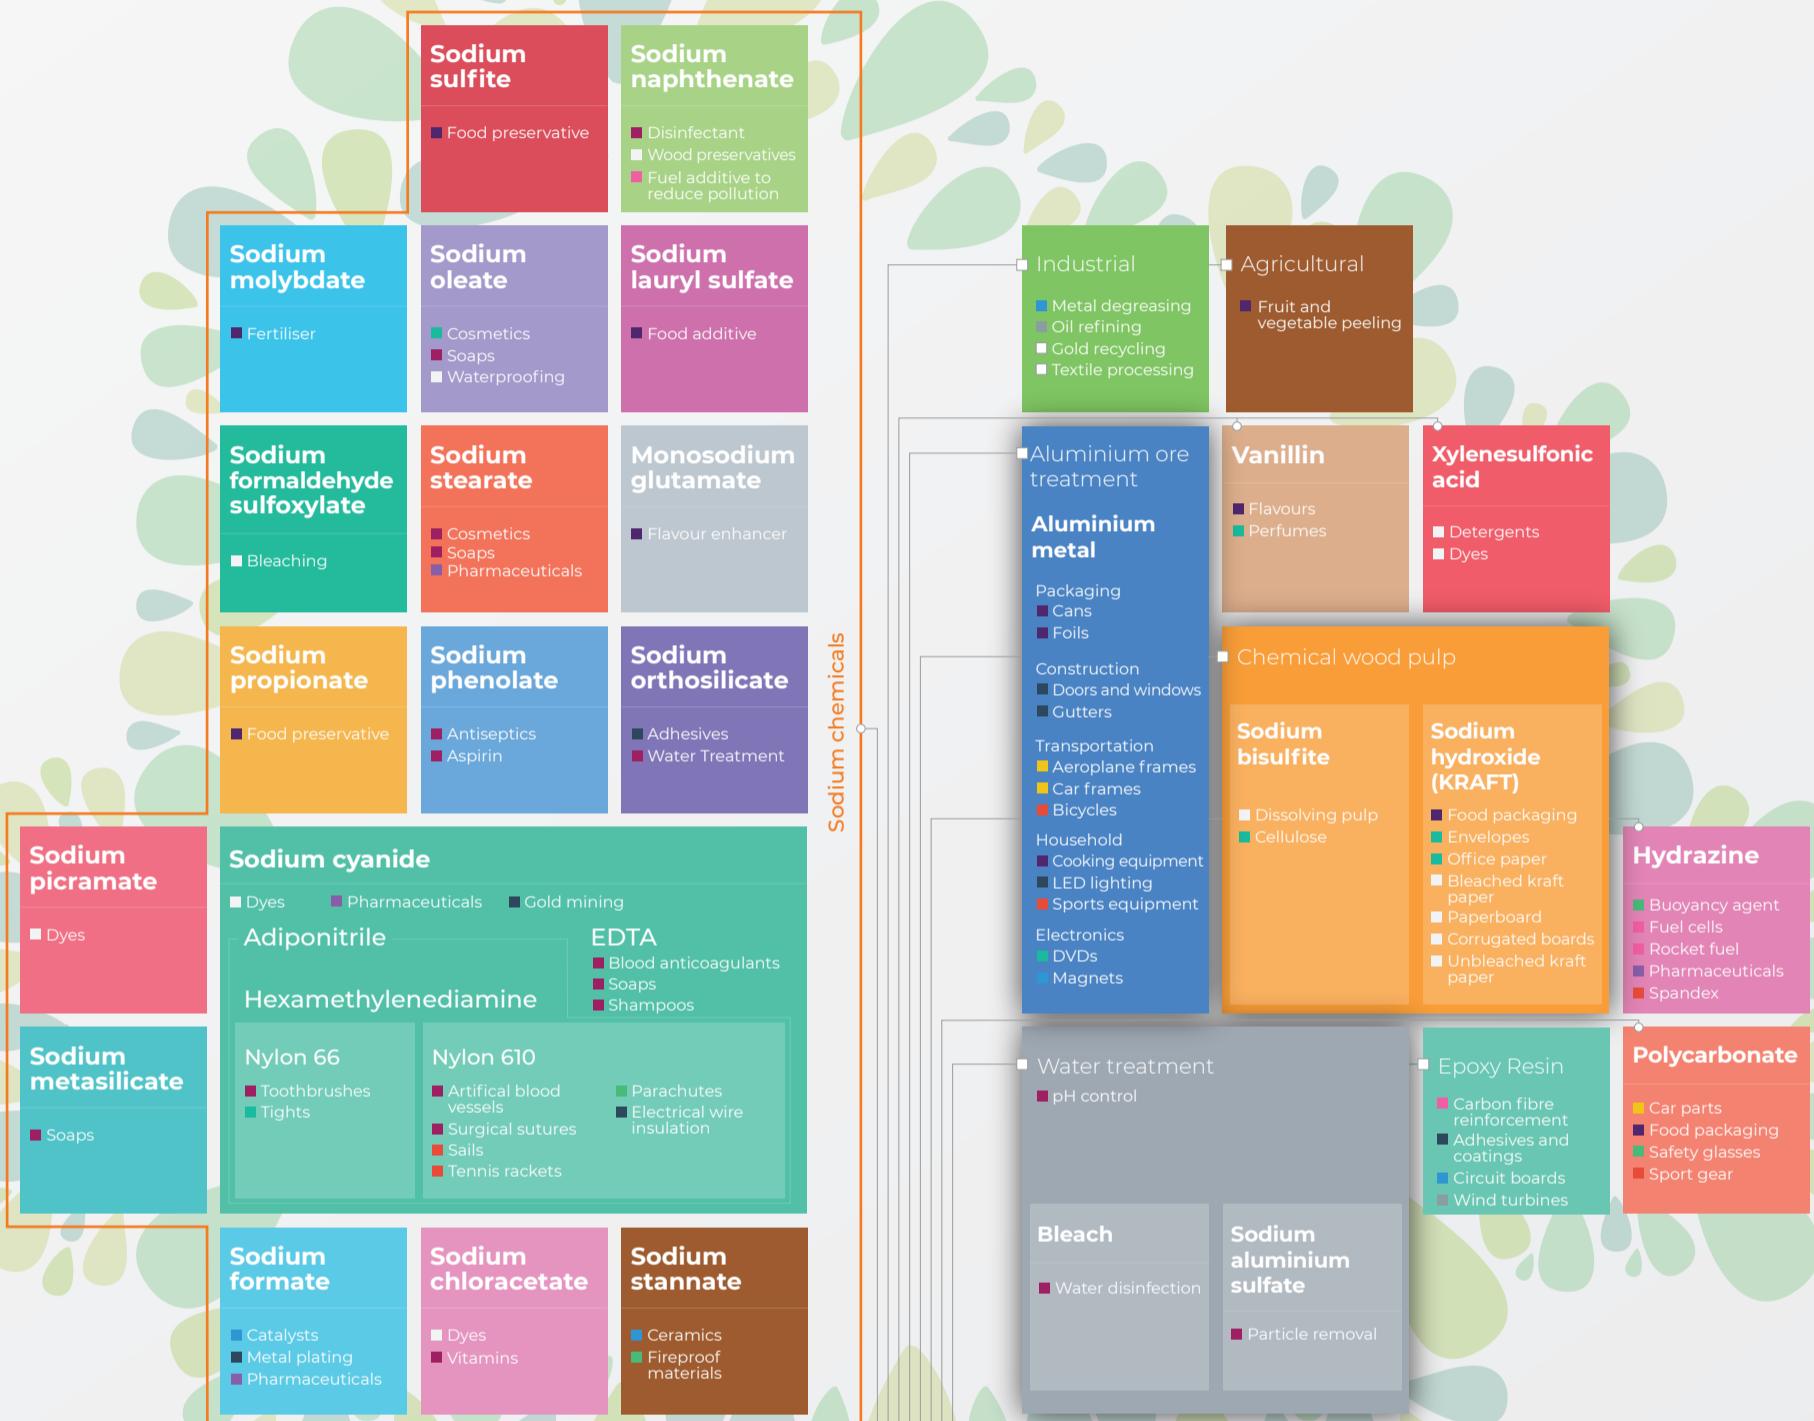 Sodium
sulfite
Food preservative
Sodium
naphthenate
Disinfectant
Wood preservatives
Fuel additive to
reduce pollution
Sodium
molybdate
Fertiliser
Sodium
oleate
Cosmetics
Soaps
Waterproofing
Sodium
lauryl sulfate
Food additive
Sodium
formaldehyde
sulfoxylate
Bleaching
Sodium
stearate
Cosmetics
Soaps
Pharmaceuticals
Monosodium
glutamate
Flavour enhancer
Sodium
propionate
Food preservative
Sodium
phenolate
Antiseptics
Aspirin
Sodium
orthosilicate
Adhesives
Water Treatment
Sodium
picramate
Dyes
Sodium cyanide
Dyes
Pharmaceuticals
Gold mining
Adiponitrile
EDTA
Blood anticoagulants
Soaps
Shampoos
Hexamethylenediamine
Nylon 66
Toothbrushes
Tights
Nylon 610
Artifical blood
vessels
Surgical sutures
Sails
Tennis rackets
Parachutes
Electrical wire
insulation
Sodium
metasilicate
Soaps
Sodium
formate
Catalysts
Metal plating
Pharmaceuticals
Sodium
chloracetate
Dyes
Vitamins
Sodium
stannate
Ceramics
Fireproof
materials
Sodium chemicals
Industrial
Metal degreasing
Oil refining
Gold recycling
Textile processing
Agricultural
Fruit and
vegetable peeling
Aluminium ore
treatment
Aluminium
metal
Packaging
Cans
Foils
Construction
Doors and windows
Gutters
Transportation
Aeroplane frames
Car frames
Bicycles
Household
Cooking equipment
LED lighting
Sports equipment
Electronics
DVDs
Magnets
Vanillin
Flavours
Perfumes
Xylenesulfonic
acid
Detergents
Dyes
Chemical wood pulp
Sodium
bisulfite
Dissolving pulp
Cellulose
Sodium
hydroxide
(KRAFT)
Food packaging
Envelopes
Office paper
Bleached kraft
paper
Paperboard
Corrugated boards
Unbleached kraft
paper
Hydrazine
Buoyancy agent
Fuel cells
Rocket fuel
Pharmaceuticals
Spandex
Water treatment
pH control
Bleach
Water disinfection
Sodium
aluminium
sulfate
Particle removal
Epoxy Resin
Carbon fibre
reinforcement
Adhesives and
coatings
Circuit boards
Wind turbines
Polycarbonate
Car parts
Food packaging
Safety glasses
Sport gear